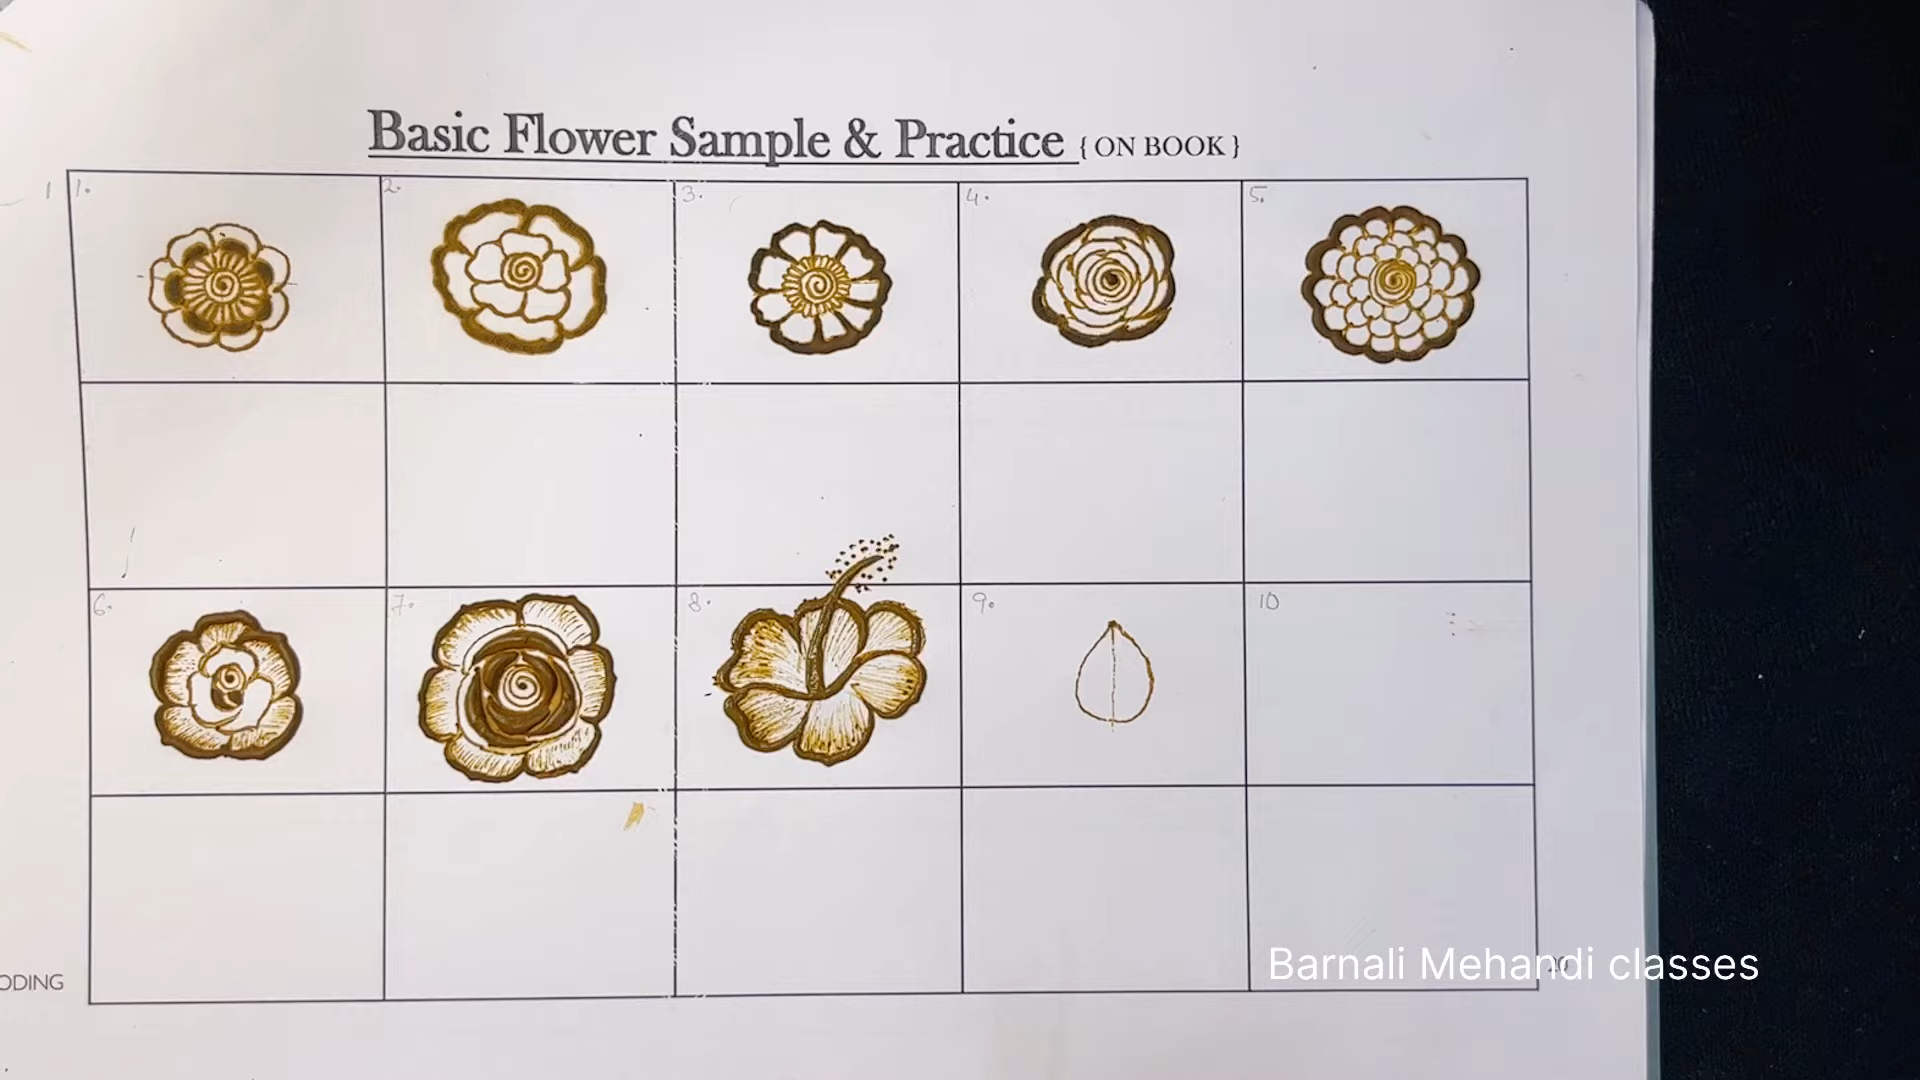 Basic Flower Sample & Practice { ON BOOK }
1 1. 2. 3. 4. 5.
6. 7. 8. 9. 10
Barnali Mehandi classes
20
ODING